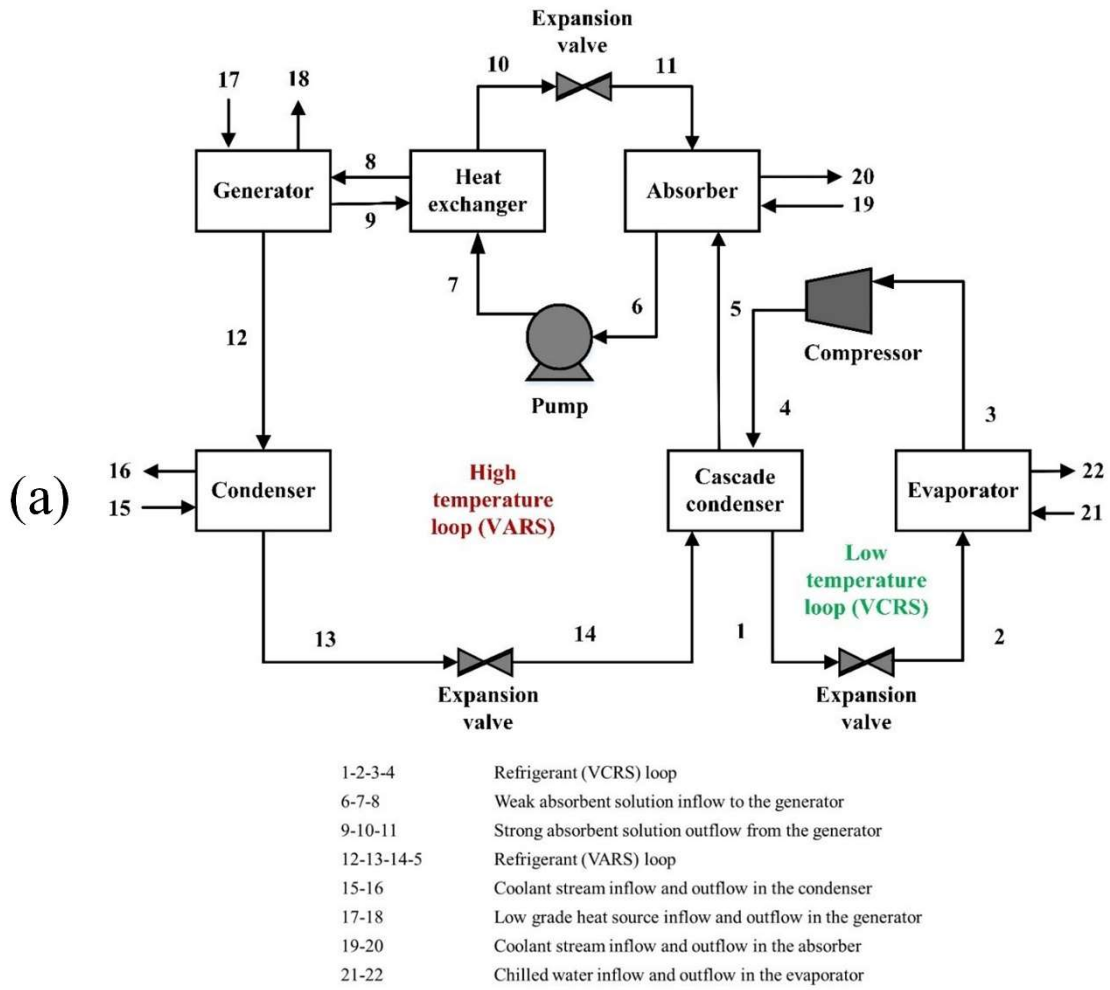 Expansion
valve
10
11
17
18
Generator
8
9
Heat
exchanger
Absorber
20
19
7
6
5
12
Pump
Compressor
4
3
(a)
16
15
Condenser
High
temperature
loop (VARS)
Cascade
condenser
Evaporator
22
21
Low
temperature
loop (VCRS)
13
14
1
2
Expansion
valve
Expansion
valve
1-2-3-4 Refrigerant (VCRS) loop
6-7-8 Weak absorbent solution inflow to the generator
9-10-11 Strong absorbent solution outflow from the generator
12-13-14-5 Refrigerant (VARS) loop
15-16 Coolant stream inflow and outflow in the condenser
17-18 Low grade heat source inflow and outflow in the generator
19-20 Coolant stream inflow and outflow in the absorber
21-22 Chilled water inflow and outflow in the evaporator